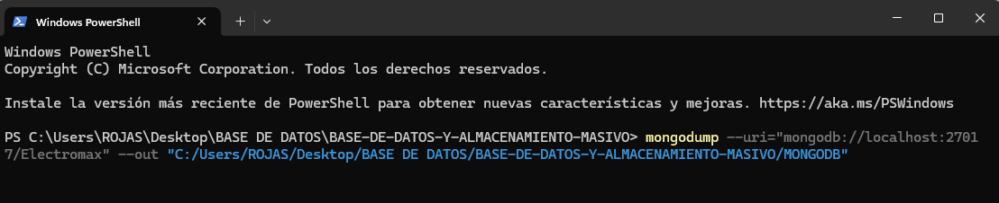 Windows PowerShell
Windows PowerShell
Copyright (C) Microsoft Corporation. Todos los derechos reservados.
Instale la versión más reciente de PowerShell para obtener nuevas características y mejoras. https://aka.ms/PSWindows
PS C:\Users\ROJAS\Desktop\BASE DE DATOS\BASE-DE-DATOS-Y-ALMACENAMIENTO-MASIVO> mongodump --uri="mongodb://localhost:2701
7/Electromax" --out "C:/Users/ROJAS/Desktop/BASE DE DATOS/BASE-DE-DATOS-Y-ALMACENAMIENTO-MASIVO/MONGODB"